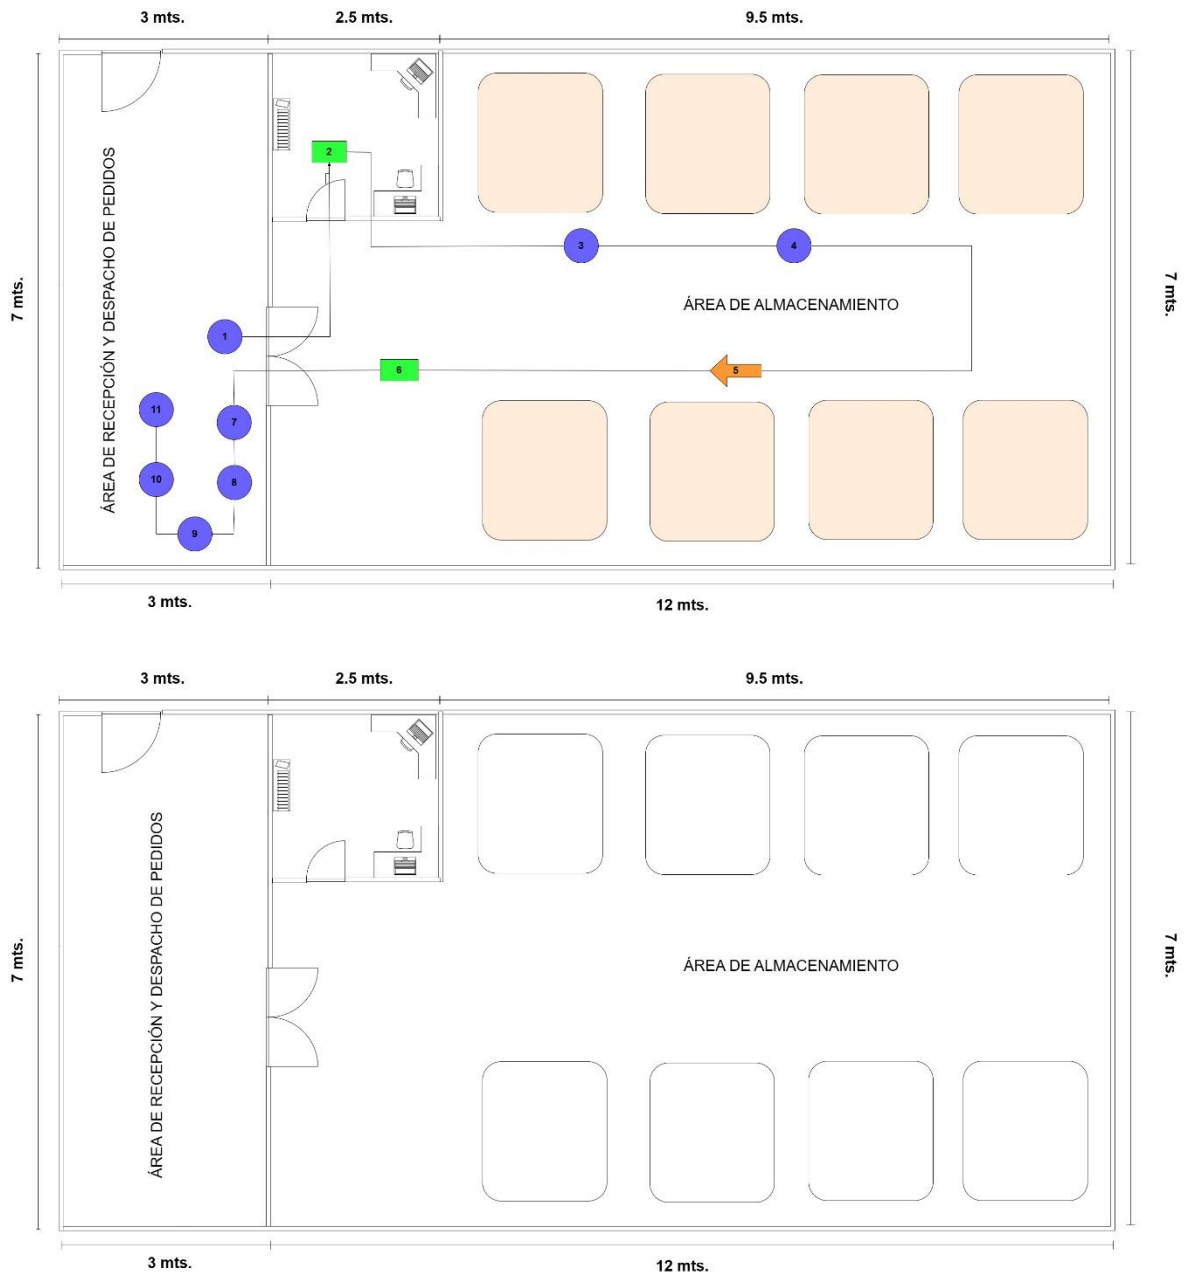 3 mts.
2.5 mts.
9.5 mts.
7 mts.
ÁREA DE RECEPCIÓN Y DESPACHO DE PEDIDOS
2
3
4
ÁREA DE ALMACENAMIENTO
7 mts.
1
6
5
11
7
10
8
9
3 mts.
12 mts.
3 mts.
2.5 mts.
9.5 mts.
7 mts.
ÁREA DE RECEPCIÓN Y DESPACHO DE PEDIDOS
ÁREA DE ALMACENAMIENTO
7 mts.
3 mts.
12 mts.